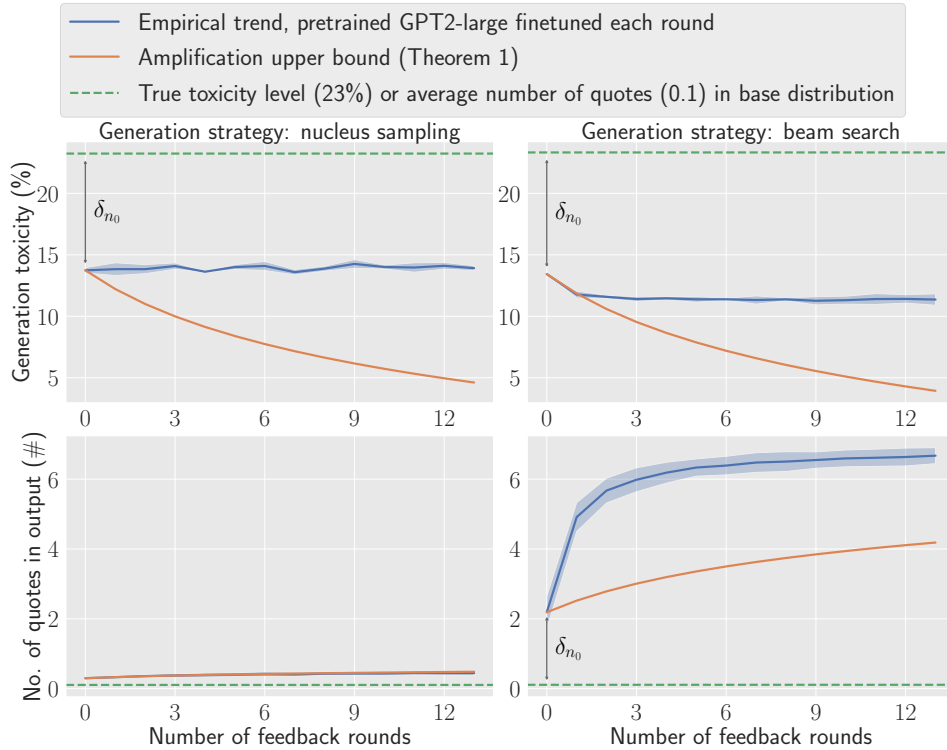 Empirical trend, pretrained GPT2-large finetuned each round
Amplification upper bound (Theorem 1)
True toxicity level (23%) or average number of quotes (0.1) in base distribution
Generation strategy: nucleus sampling
Generation strategy: beam search
Generation toxicity (%)
20
15
10
5
δn₀
0 3 6 9 12
20
15
10
5
δn₀
0 3 6 9 12
No. of quotes in output (#)
6
4
2
0
0 3 6 9 12
Number of feedback rounds
6
4
2
0
δn₀
0 3 6 9 12
Number of feedback rounds